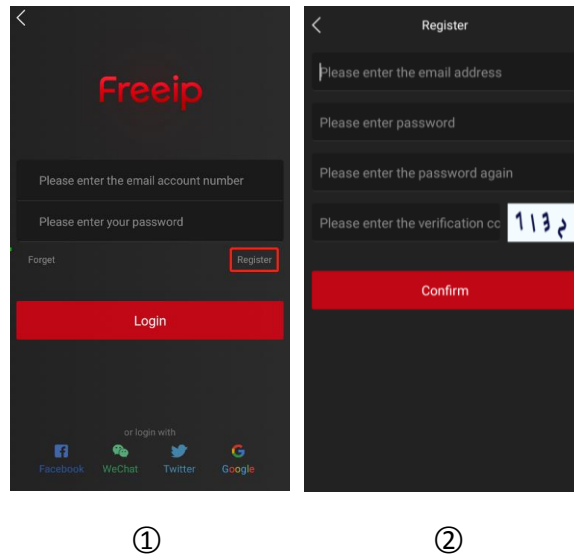 Freeip
Please enter the email account number
Please enter your password
Forget
Register
Login
or login with
Facebook
WeChat
Twitter
Google
①
Register
Please enter the email address
Please enter password
Please enter the password again
Please enter the verification cc
Confirm
②